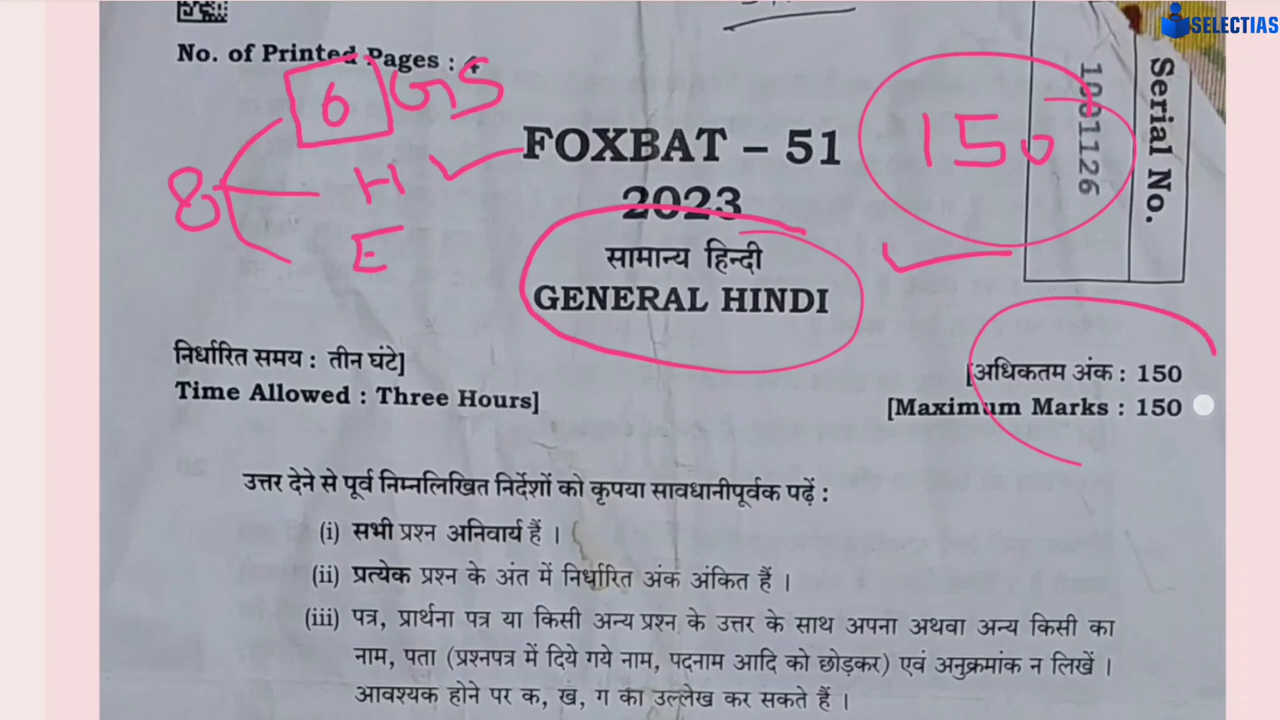 SELECTIAS
No. of Printed Pages : 4
6 GS
8 H
E
150
Serial No.
1001126
FOXBAT – 51
2023
सामान्य हिन्दी
GENERAL HINDI
निर्धारित समय : तीन घंटे]
Time Allowed : Three Hours]
[अधिकतम अंक : 150
[Maximum Marks : 150
उत्तर देने से पूर्व निम्नलिखित निर्देशों को कृपया सावधानीपूर्वक पढ़ें :
(i) सभी प्रश्न अनिवार्य हैं ।
(ii) प्रत्येक प्रश्न के अंत में निर्धारित अंक अंकित हैं ।
(iii) पत्र, प्रार्थना पत्र या किसी अन्य प्रश्न के उत्तर के साथ अपना अथवा अन्य किसी का
नाम, पता (प्रश्नपत्र में दिये गये नाम, पदनाम आदि को छोड़कर) एवं अनुक्रमांक न लिखें ।
आवश्यक होने पर क, ख, ग का उल्लेख कर सकते हैं ।